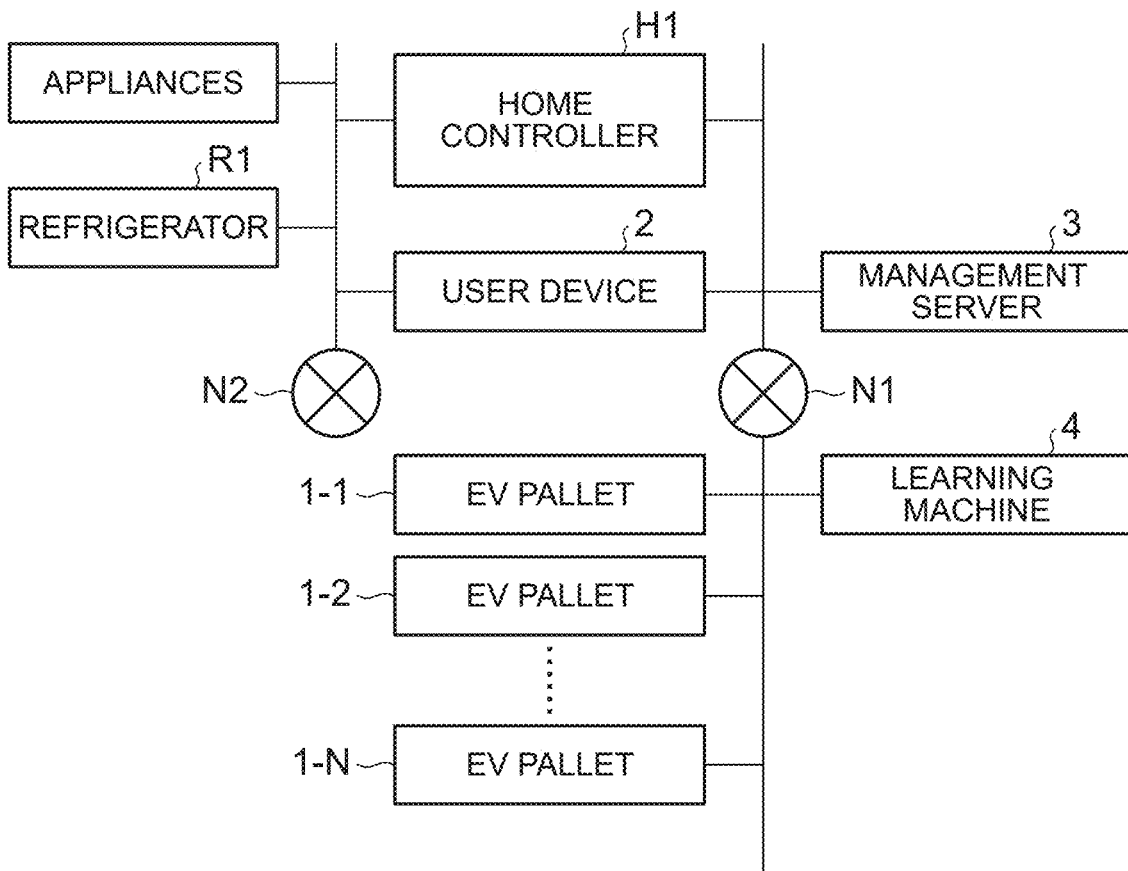 H1
APPLIANCES
HOME
CONTROLLER
R1
REFRIGERATOR
2
USER DEVICE
3
MANAGEMENT
SERVER
N2
N1
4
LEARNING
MACHINE
1-1
EV PALLET
1-2
EV PALLET
1-N
EV PALLET